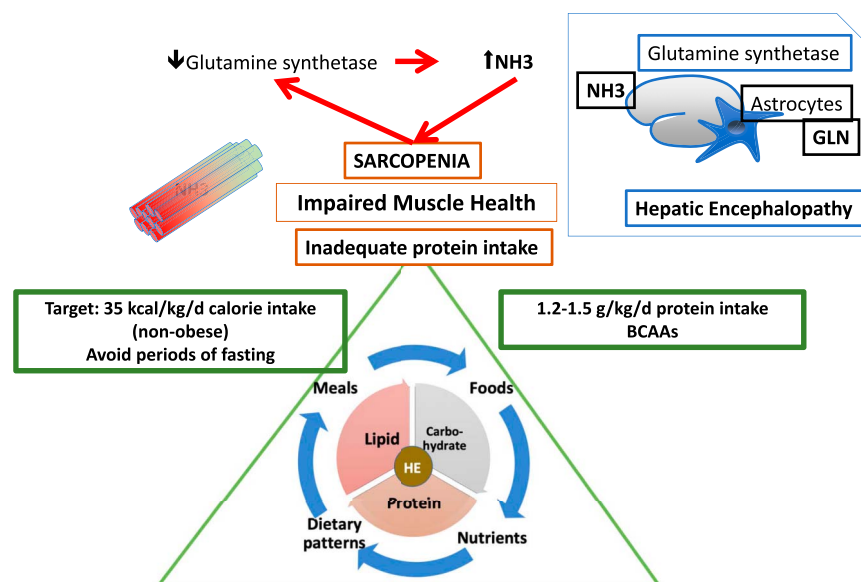 🡻Glutamine synthetase
↑NH3
SARCOPENIA
Impaired Muscle Health
Inadequate protein intake
NH3
Glutamine synthetase
NH3
Astrocytes
GLN
Hepatic Encephalopathy
Target: 35 kcal/kg/d calorie intake
(non-obese)
Avoid periods of fasting
1.2-1.5 g/kg/d protein intake
BCAAs
Meals
Foods
Lipid
Carbo-
hydrate
HE
Protein
Dietary
patterns
Nutrients